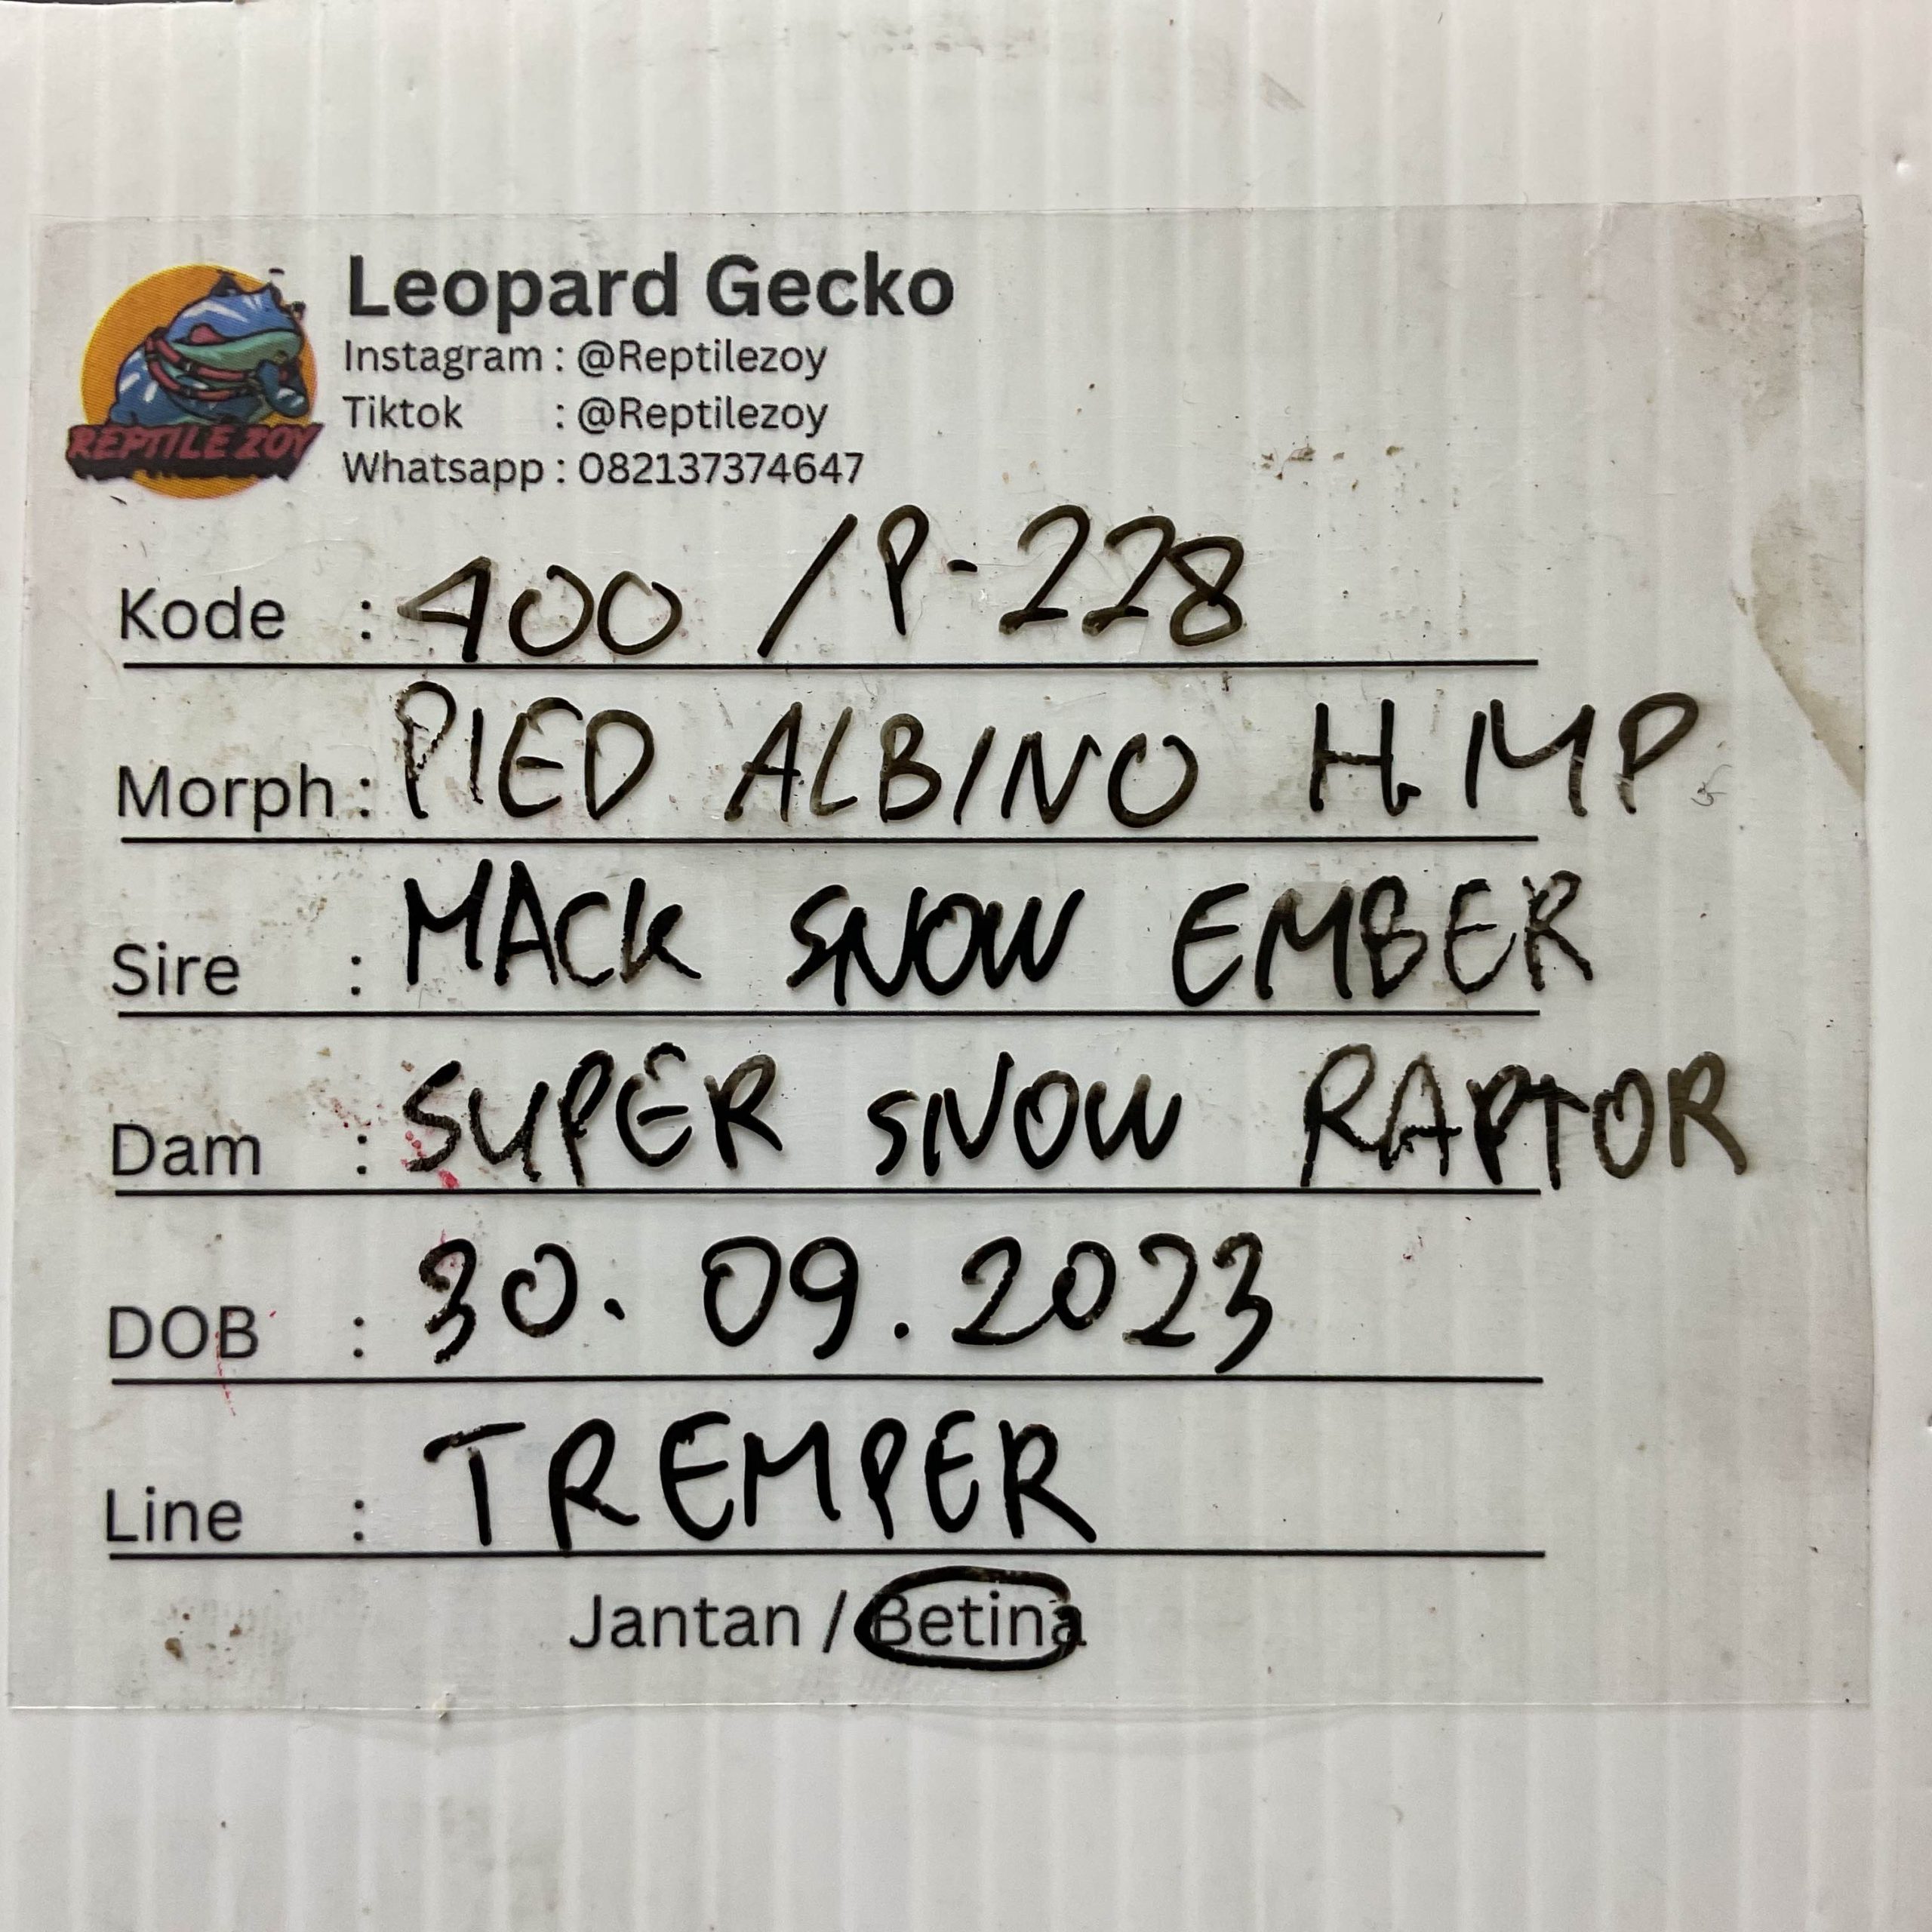 REPTILE ZOY
Leopard Gecko
Instagram : @Reptilezoy
Tiktok : @Reptilezoy
Whatsapp : 082137374647
Kode : 400 / P-228
Morph : PIED ALBINO H. MP
Sire : MACK SNOW EMBER
Dam : SUPER SNOW RAPTOR
DOB : 30. 09. 2023
Line : TREMPER
Jantan / Betina